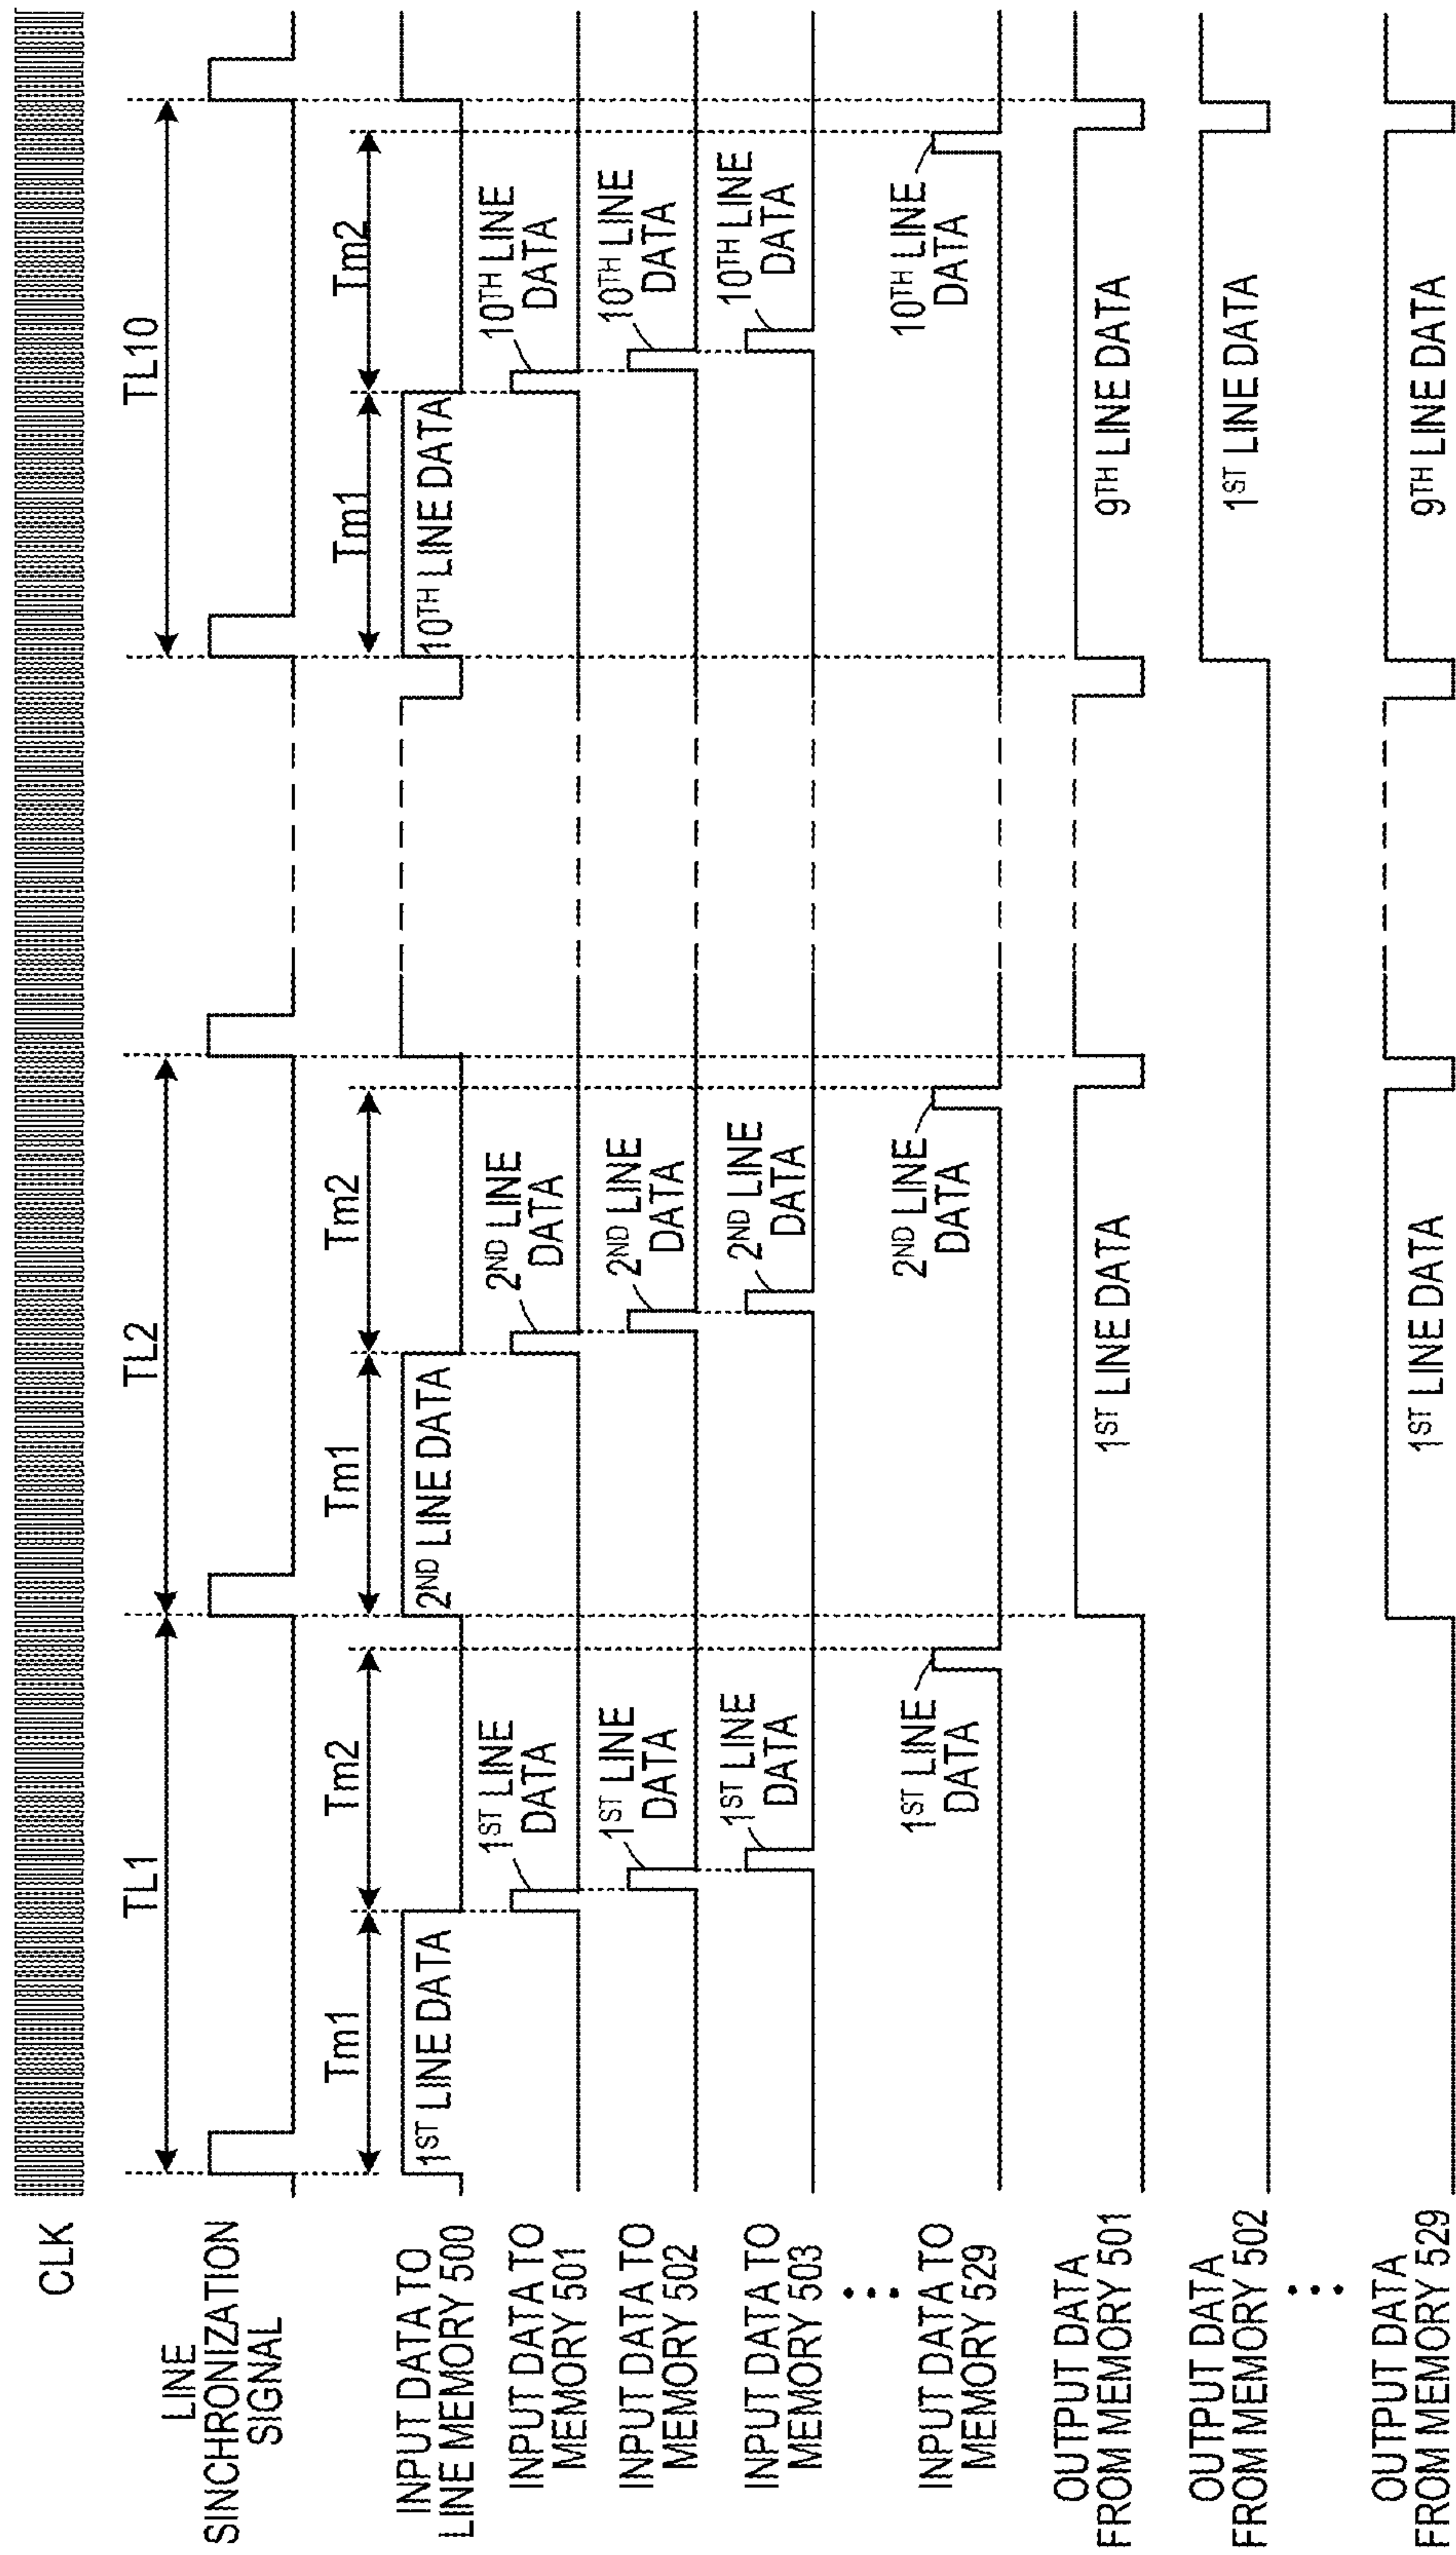 CLK
LINE
SINCHRONIZATION
SIGNAL
TL1
TL2
TL10
Tm1
Tm2
Tm1
Tm2
Tm1
Tm2
INPUT DATA TO
LINE MEMORY 500
1ST LINE DATA
2ND LINE DATA
10TH LINE DATA
INPUT DATA TO
MEMORY 501
1ST LINE
DATA
2ND LINE
DATA
10TH LINE
DATA
INPUT DATA TO
MEMORY 502
1ST LINE
DATA
2ND LINE
DATA
10TH LINE
DATA
INPUT DATA TO
MEMORY 503
1ST LINE
DATA
2ND LINE
DATA
10TH LINE
DATA
INPUT DATA TO
MEMORY 529
1ST LINE
DATA
2ND LINE
DATA
10TH LINE
DATA
OUTPUT DATA
FROM MEMORY 501
1ST LINE DATA
9TH LINE DATA
OUTPUT DATA
FROM MEMORY 502
1ST LINE DATA
OUTPUT DATA
FROM MEMORY 529
1ST LINE DATA
9TH LINE DATA